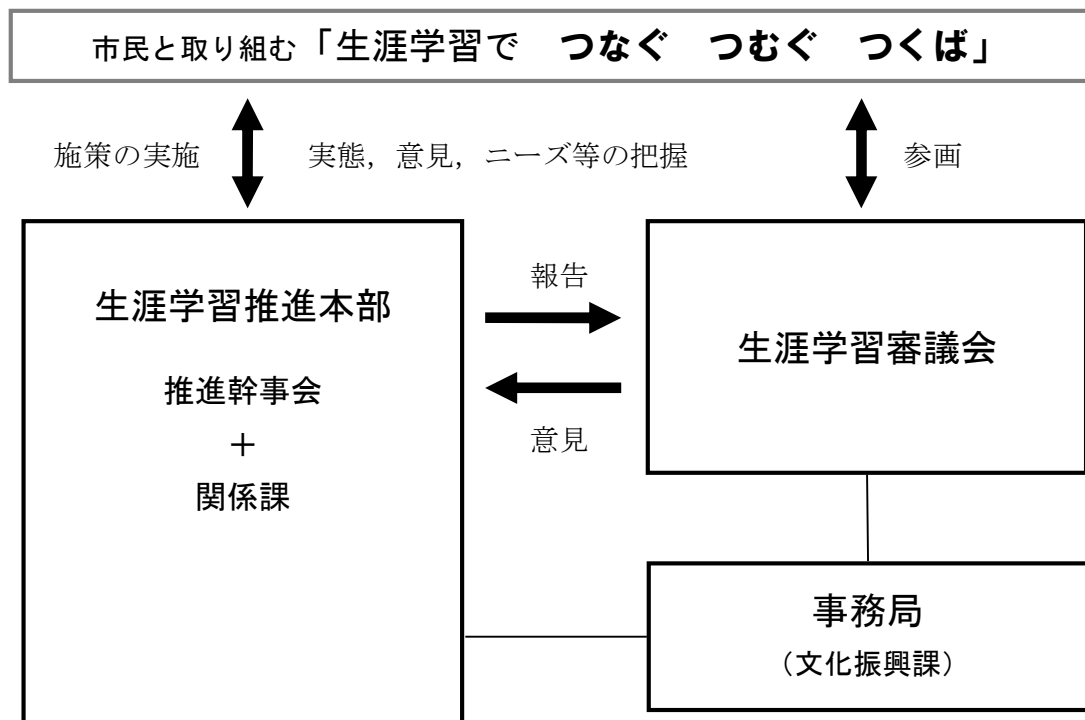 市民と取り組む「生涯学習で　つなぐ　つむぐ　つくば」
施策の実施
実態，意見，ニーズ等の把握
参画
生涯学習推進本部
推進幹事会
＋
関係課
報告
意見
生涯学習審議会
事務局
（文化振興課）